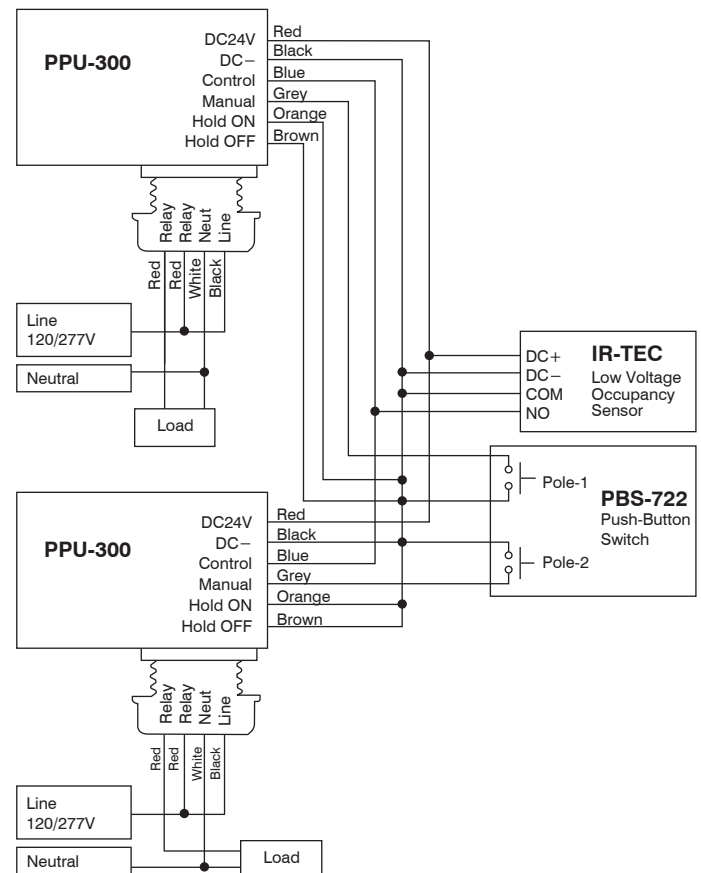 PPU-300
DC24V
DC−
Control
Manual
Hold ON
Hold OFF
Red
Black
Blue
Grey
Orange
Brown
Relay
Relay
Neut
Line
Red
Red
White
Black
Line
120/277V
Neutral
Load
DC+
DC−
COM
NO
IR-TEC
Low Voltage
Occupancy
Sensor
Pole-1
Pole-2
PBS-722
Push-Button
Switch
PPU-300
DC24V
DC−
Control
Manual
Hold ON
Hold OFF
Red
Black
Blue
Grey
Orange
Brown
Relay
Relay
Neut
Line
Red
Red
White
Black
Line
120/277V
Neutral
Load